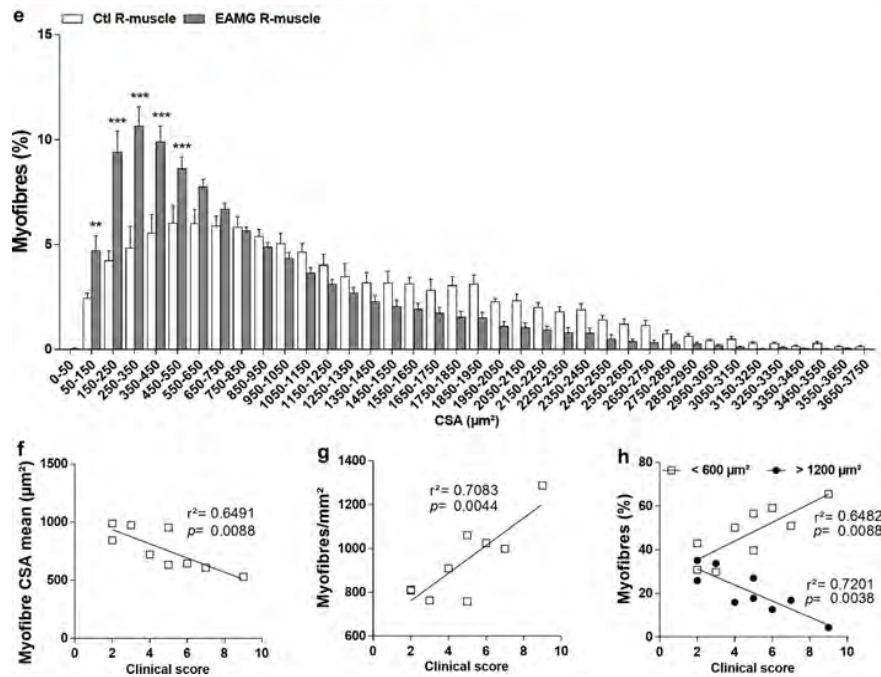 e
Ctl R-muscle EAMG R-muscle
15
10
5
0
Myofibres (%)
**
***
***
***
***
0-50
50-150
150-250
250-350
350-450
450-550
550-650
650-750
750-850
850-950
950-1050
1050-1150
1150-1250
1250-1350
1350-1450
1450-1550
1550-1650
1650-1750
1750-1850
1850-1950
1950-2050
2050-2150
2150-2250
2250-2350
2350-2450
2450-2550
2550-2650
2650-2750
2750-2850
2850-2950
2950-3050
3050-3150
3150-3250
3250-3350
3350-3450
3450-3550
3550-3650
3650-3750
CSA (µm²)
f
Myofibre CSA mean (µm²)
1500
1000
500
0
r²= 0.6491
p= 0.0088
0 2 4 6 8 10
Clinical score
g
Myofibres/mm²
1400
1200
1000
800
600
r²= 0.7083
p= 0.0044
0 2 4 6 8 10
Clinical score
h
< 600 µm² > 1200 µm²
Myofibres (%)
80
60
40
20
0
r²= 0.6482
p= 0.0088
r²= 0.7201
p= 0.0038
0 2 4 6 8 10
Clinical score